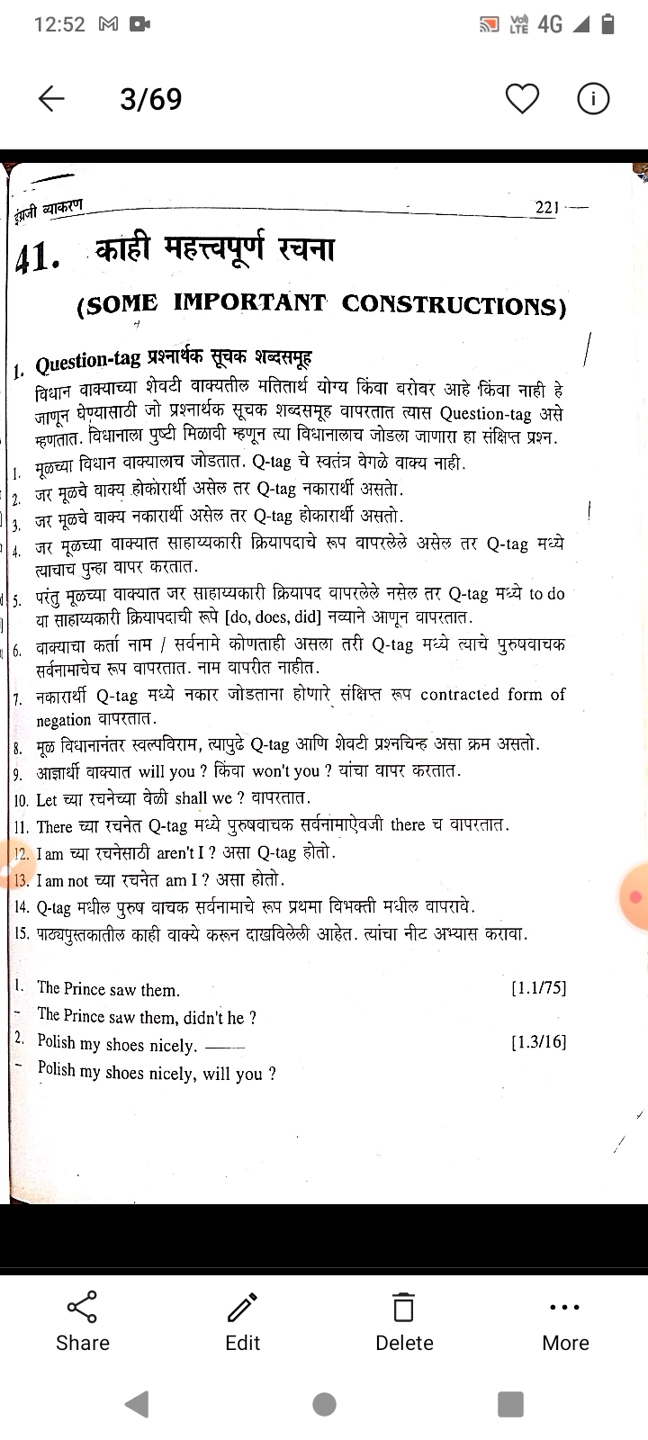 12:52 4G
3/69
इंग्रजी व्याकरण 221
41. काही महत्त्वपूर्ण रचना
(SOME IMPORTANT CONSTRUCTIONS)
1. Question-tag प्रश्नार्थक सूचक शब्दसमूह
विधान वाक्याच्या शेवटी वाक्यतील मतितार्थ योग्य किंवा बरोबर आहे किंवा नाही हे
जाणून घेण्यासाठी जो प्रश्नार्थक सूचक शब्दसमूह वापरतात त्यास Question-tag असे
म्हणतात. विधानाला पुष्टी मिळावी म्हणून त्या विधानालाच जोडला जाणारा हा संक्षिप्त प्रश्न.
1. मूळच्या विधान वाक्यालाच जोडतात. Q-tag चे स्वतंत्र वेगळे वाक्य नाही.
2. जर मूळचे वाक्य होकारार्थी असेल तर Q-tag नकारार्थी असतो.
3. जर मूळचे वाक्य नकारार्थी असेल तर Q-tag होकारार्थी असतो.
4. जर मूळच्या वाक्यात साहाय्यकारी क्रियापदाचे रूप वापरलेले असेल तर Q-tag मध्ये
त्याचाच पुन्हा वापर करतात.
5. परंतु मूळच्या वाक्यात जर साहाय्यकारी क्रियापद वापरलेले नसेल तर Q-tag मध्ये to do
या साहाय्यकारी क्रियापदाची रूपे [do, does, did] नव्याने आणून वापरतात.
6. वाक्याचा कर्ता नाम / सर्वनामे कोणताही असला तरी Q-tag मध्ये त्याचे पुरुषवाचक
सर्वनामाचेच रूप वापरतात. नाम वापरीत नाहीत.
7. नकारार्थी Q-tag मध्ये नकार जोडताना होणारे संक्षिप्त रूप contracted form of
negation वापरतात.
8. मूळ विधानानंतर स्वल्पविराम, त्यापुढे Q-tag आणि शेवटी प्रश्नचिन्ह असा क्रम असतो.
9. आज्ञार्थी वाक्यात will you ? किंवा won't you ? यांचा वापर करतात.
10. Let च्या रचनेच्या वेळी shall we ? वापरतात.
11. There च्या रचनेत Q-tag मध्ये पुरुषवाचक सर्वनामाऐवजी there च वापरतात.
12. I am च्या रचनेसाठी aren't I ? असा Q-tag होतो.
13. I am not च्या रचनेत am I ? असा होतो.
14. Q-tag मधील पुरुष वाचक सर्वनामाचे रूप प्रथमा विभक्ती मधील वापरावे.
15. पाठ्यपुस्तकातील काही वाक्ये करून दाखविलेली आहेत. त्यांचा नीट अभ्यास करावा.
1. The Prince saw them. [1.1/75]
- The Prince saw them, didn't he ?
2. Polish my shoes nicely. —— [1.3/16]
- Polish my shoes nicely, will you ?
Share Edit Delete More